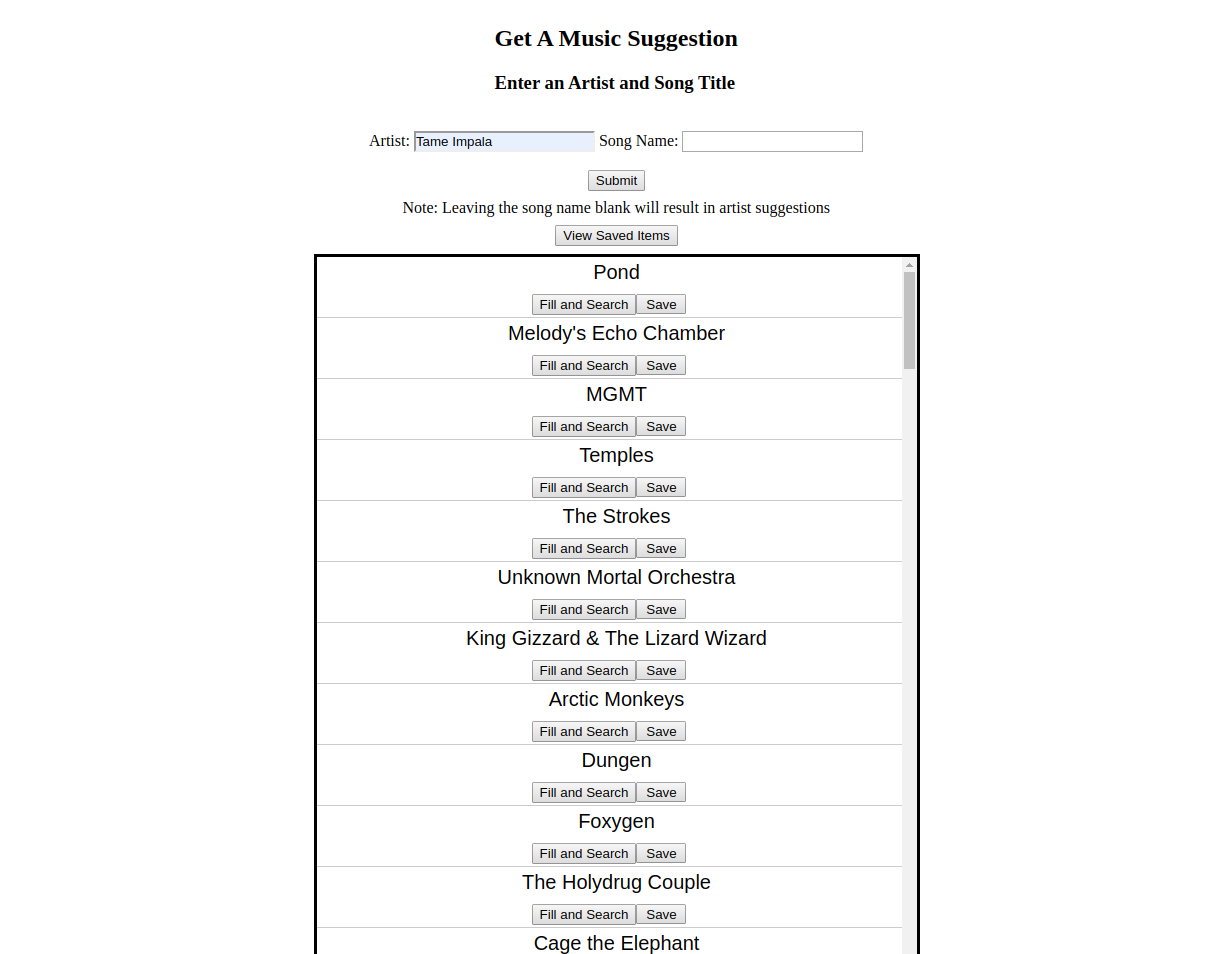 Get A Music Suggestion
Enter an Artist and Song Title
Artist: Tame Impala Song Name:
Submit
Note: Leaving the song name blank will result in artist suggestions
View Saved Items
Pond
Fill and Search Save
Melody's Echo Chamber
Fill and Search Save
MGMT
Fill and Search Save
Temples
Fill and Search Save
The Strokes
Fill and Search Save
Unknown Mortal Orchestra
Fill and Search Save
King Gizzard & The Lizard Wizard
Fill and Search Save
Arctic Monkeys
Fill and Search Save
Dungen
Fill and Search Save
Foxygen
Fill and Search Save
The Holydrug Couple
Fill and Search Save
Cage the Elephant